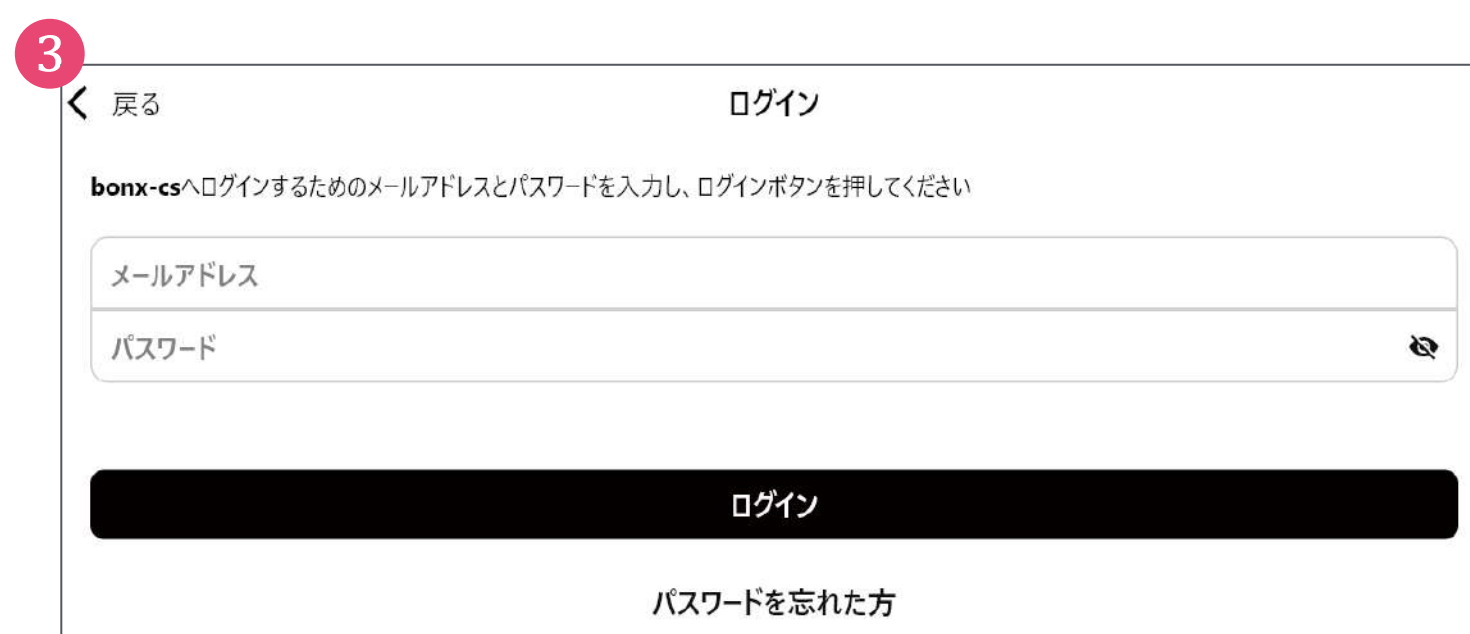 3
戻る
ログイン
bonx-csへログインするためのメールアドレスとパスワードを入力し、ログインボタンを押してください
メールアドレス
パスワード
ログイン
パスワードを忘れた方